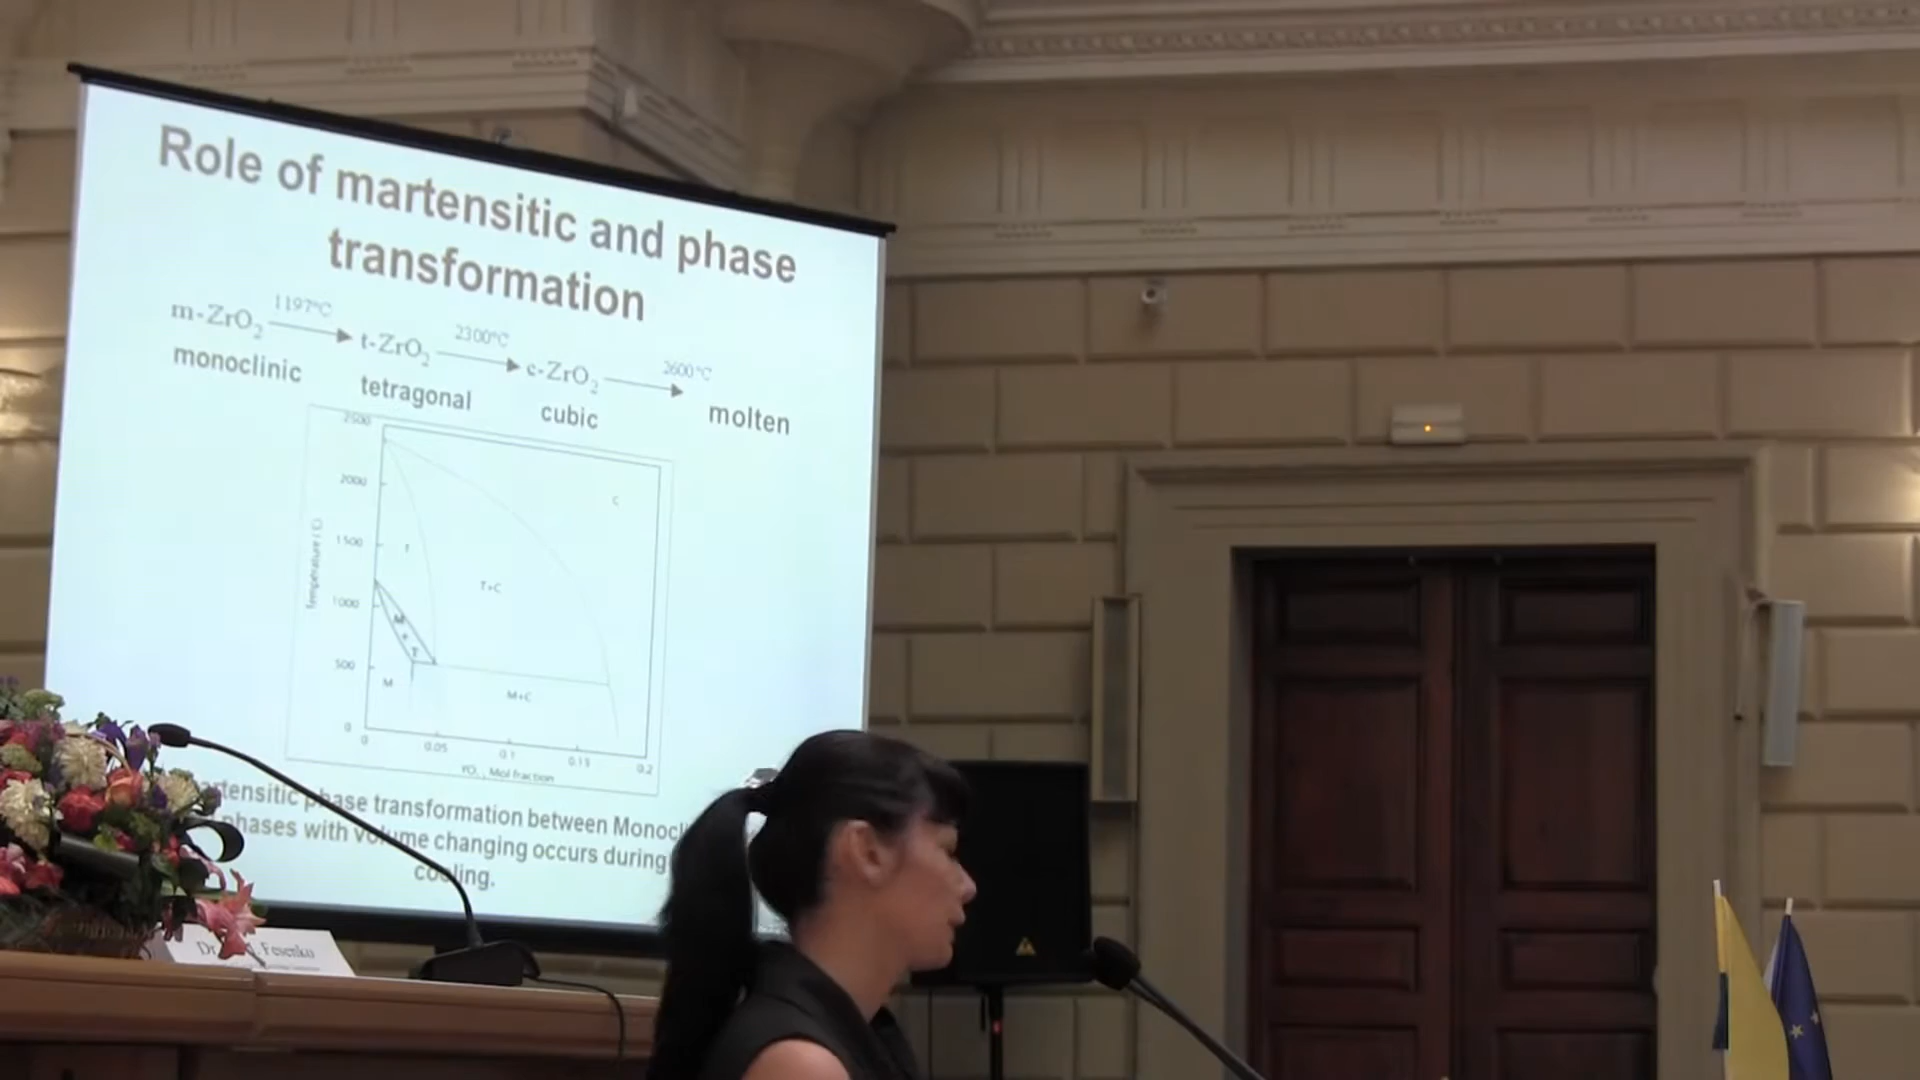 Role of martensitic and phase
transformation
m-ZrO₂ 1197°C t-ZrO₂ 2300°C c-ZrO₂ 2600°C
monoclinic tetragonal cubic molten
2500
2000
1500
1000
500
0
Temperature
C
T
T+C
M
+
T
M
M+C
0 0.05 0.1 0.15 0.2
Mol fraction
phase transformation between
phases with volume changing occurs during
cooling.
Dr. Fesenko